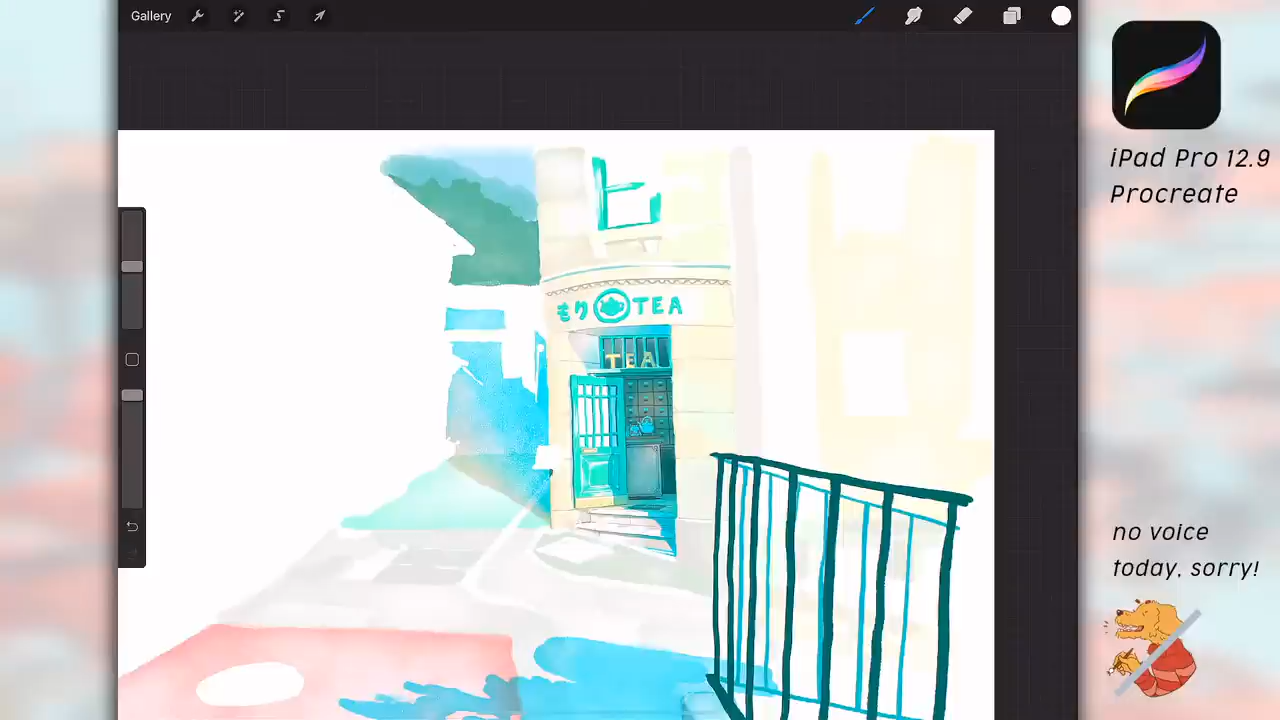 Gallery
iPad Pro 12.9
Procreate
もり TEA
TEA
no voice
today, sorry!